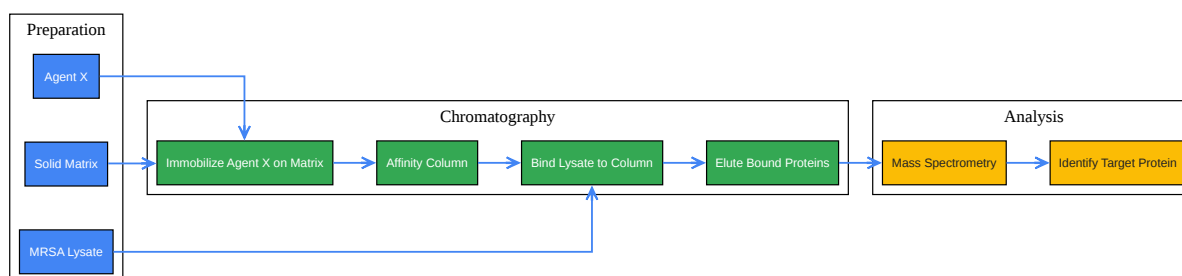 Preparation
Agent X
Solid Matrix
MRSA Lysate
Chromatography
Immobilize Agent X on Matrix
Affinity Column
Bind Lysate to Column
Elute Bound Proteins
Analysis
Mass Spectrometry
Identify Target Protein